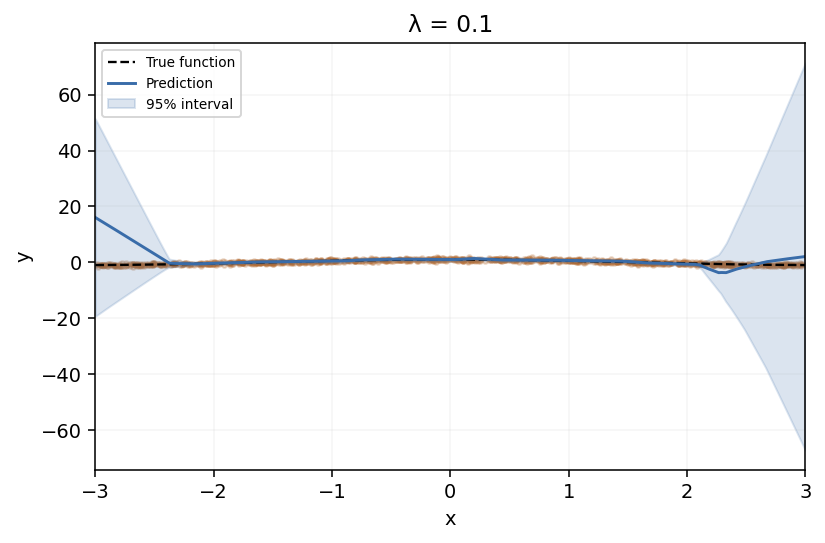 λ = 0.1
True function
Prediction
95% interval
60
40
20
0
−20
−40
−60
y
−3 −2 −1 0 1 2 3
x